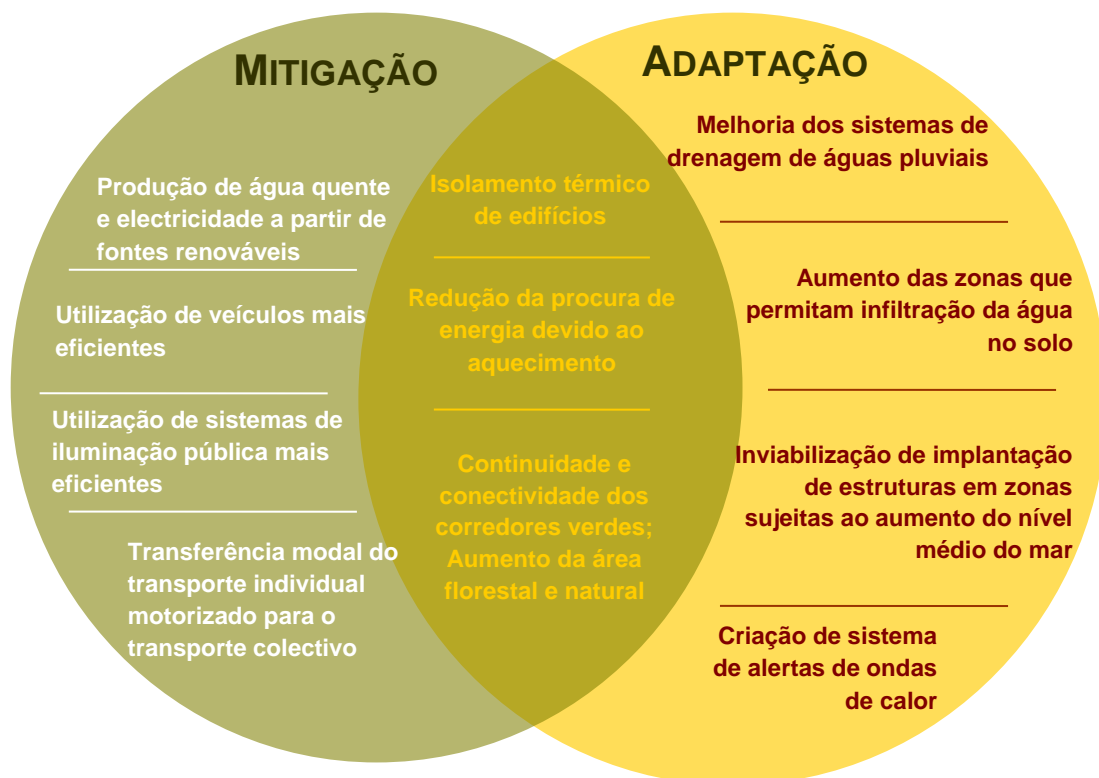 MITIGAÇÃO
Produção de água quente
e electricidade a partir de
fontes renováveis
Utilização de veículos mais
eficientes
Utilização de sistemas de
iluminação pública mais
eficientes
Transferência modal do
transporte individual
motorizado para o
transporte colectivo
Isolamento térmico
de edifícios
Redução da procura de
energia devido ao
aquecimento
Continuidade e
conectividade dos
corredores verdes;
Aumento da área
florestal e natural
ADAPTAÇÃO
Melhoria dos sistemas de
drenagem de águas pluviais
Aumento das zonas que
permitam infiltração da água
no solo
Inviabilização de implantação
de estruturas em zonas
sujeitas ao aumento do nível
médio do mar
Criação de sistema
de alertas de ondas
de calor